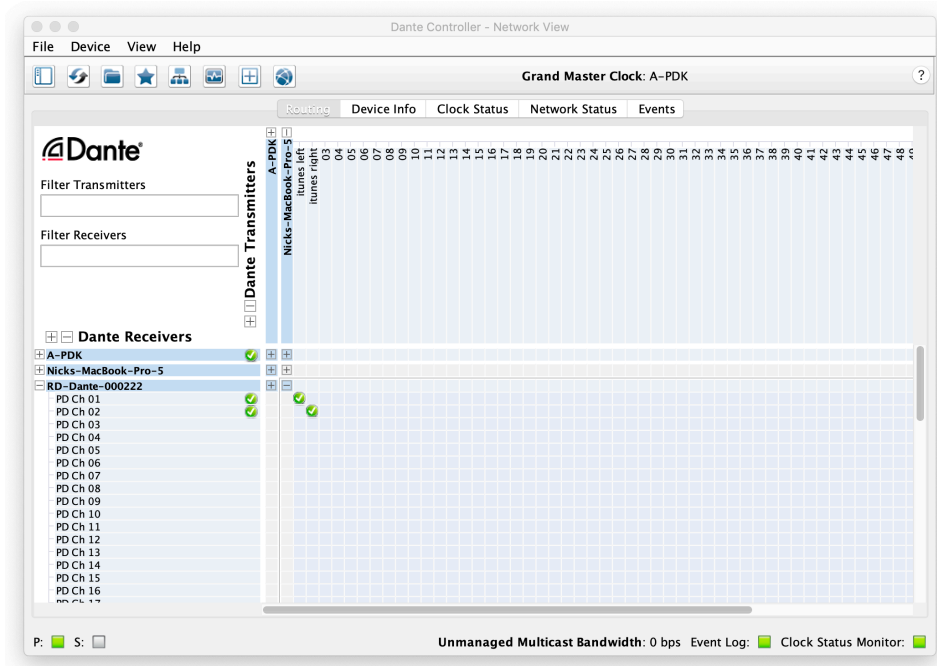 Dante Controller - Network View
File Device View Help
Grand Master Clock: A-PDK
?
Routing Device Info Clock Status Network Status Events
Dante
Filter Transmitters
Filter Receivers
Dante Transmitters
A-PDK
Nicks-MacBook-Pro-5
itunes left
itunes right
03 04 05 06 07 08 09 10 11 12 13 14 15 16 17 18 19 20 21 22 23 24 25 26 27 28 29 30 31 32 33 34 35 36 37 38 39 40 41 42 43 44 45 46 47 48
Dante Receivers
A-PDK
Nicks-MacBook-Pro-5
RD-Dante-000222
PD Ch 01
PD Ch 02
PD Ch 03
PD Ch 04
PD Ch 05
PD Ch 06
PD Ch 07
PD Ch 08
PD Ch 09
PD Ch 10
PD Ch 11
PD Ch 12
PD Ch 13
PD Ch 14
PD Ch 15
PD Ch 16
P: S: Unmanaged Multicast Bandwidth: 0 bps Event Log: Clock Status Monitor: